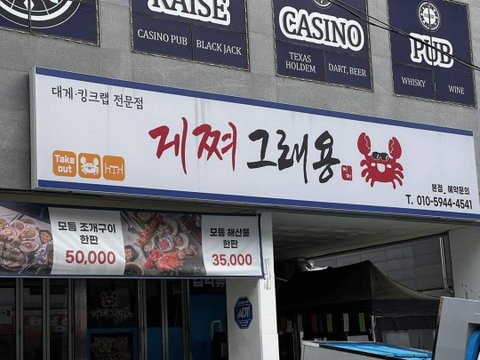 RAISE
CASINO PUB
BLACK JACK
CASINO
TEXAS
HOLDEM
DART, BEER
PUB
WHISKY
WINE
대게·킹크랩 전문점
게쪄그래용
Take
out
본점_예약문의
T. 010-5944-4541
모듬 조개구이
한판
50,000
모듬 해산물
한판
35,000
ADT